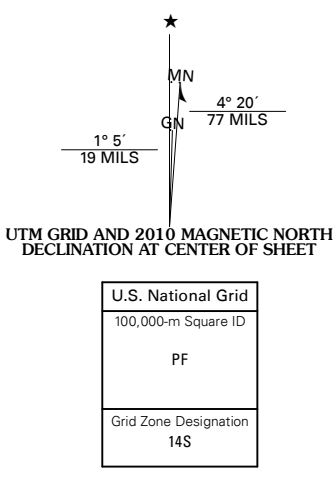 MN
4° 20´
77 MILS
GN
1° 5´
19 MILS
UTM GRID AND 2010 MAGNETIC NORTH
DECLINATION AT CENTER OF SHEET
U.S. National Grid
100,000-m Square ID
PF
Grid Zone Designation
14S